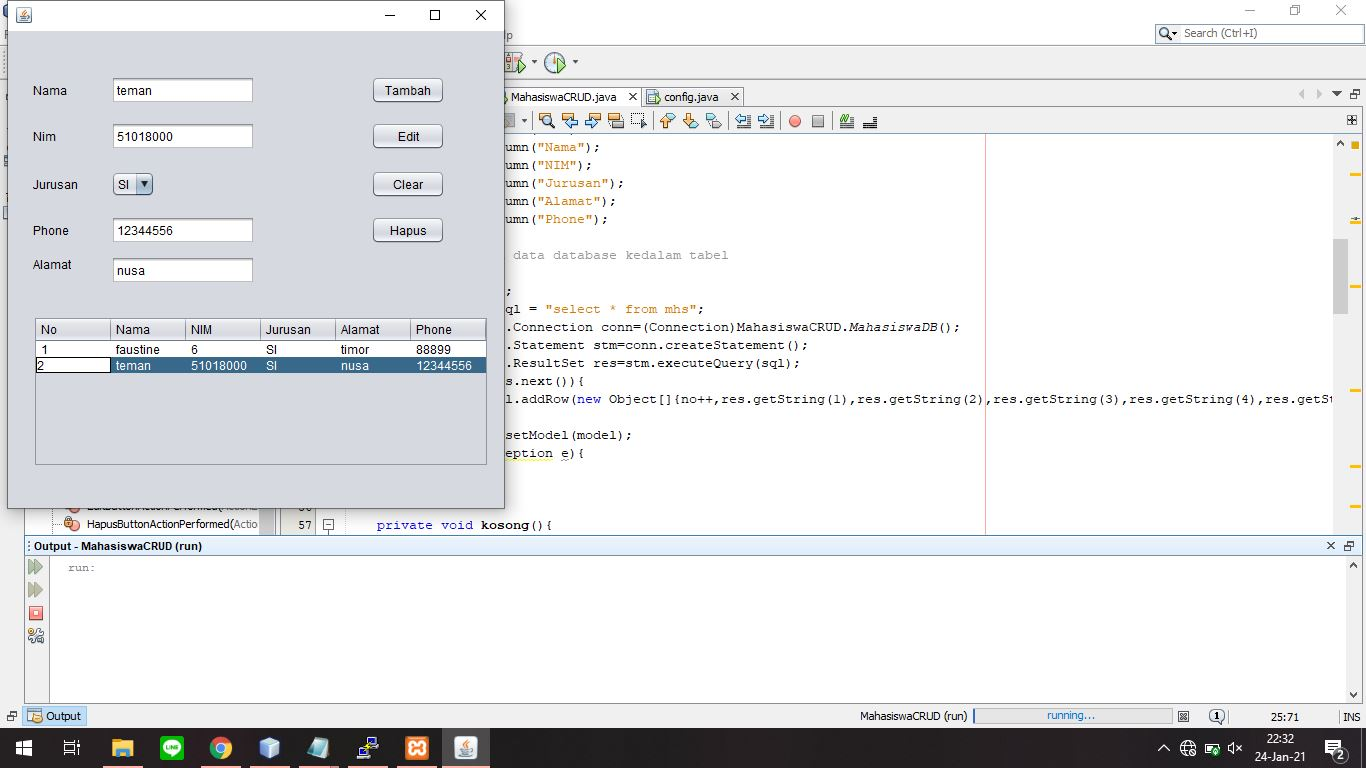 lp
Search (Ctrl+I)
Nama teman Tambah
Nim 51018000 Edit
Jurusan SI Clear
Phone 12344556 Hapus
Alamat nusa
No Nama NIM Jurusan Alamat Phone
1 faustine 6 SI timor 88899
2 teman 51018000 SI nusa 12344556
MahasiswaCRUD.java config.java
umn("Nama");
umn("NIM");
umn("Jurusan");
umn("Alamat");
umn("Phone");
data database kedalam tabel
;
ql = "select * from mhs";
.Connection conn=(Connection)MahasiswaCRUD.MahasiswaDB();
.Statement stm=conn.createStatement();
.ResultSet res=stm.executeQuery(sql);
s.next()){
l.addRow(new Object[]{no++,res.getString(1),res.getString(2),res.getString(3),res.getString(4),res.getSt
setModel(model);
eption e){
HapusButtonActionPerformed(Actio
57 private void kosong(){
Output - MahasiswaCRUD (run)
run:
Output
MahasiswaCRUD (run) running... 1 25:71 INS
LINE
22:32
24-Jan-21
2